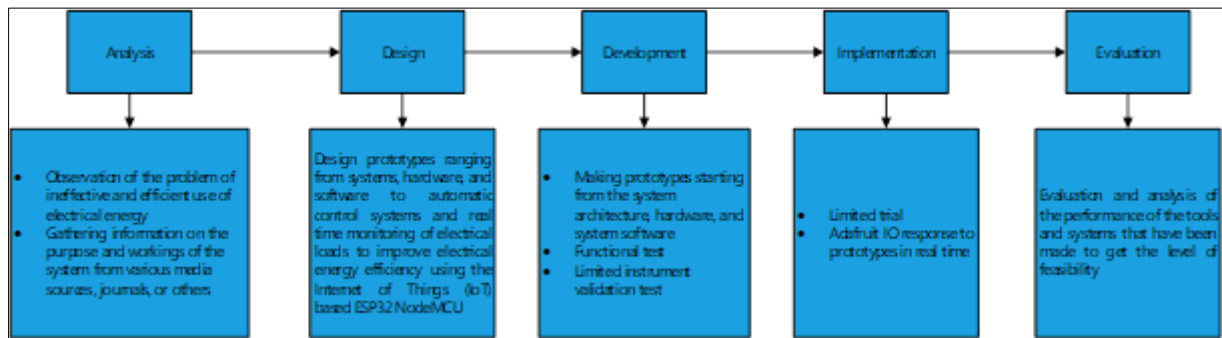 Analysis
Design
Development
Implementation
Evaluation
• Observation of the problem of
ineffective and efficient use of
electrical energy
• Gathering information on the
purpose and workings of the
system from various media
sources, journals, or others
Design prototypes ranging
from systems, hardware, and
software to automatic
control systems and real
time monitoring of electrical
loads to improve electrical
energy efficiency using the
Internet of Things (IoT)
based ESP32 NodeMCU
• Making prototypes starting
from the system
architecture, hardware, and
system software
• Functional test
• Limited instrument
validation test
• Limited trial
• Adafruit IO response to
prototypes in real time
Evaluation and analysis of
the performance of the tools
and systems that have been
made to get the level of
feasibility